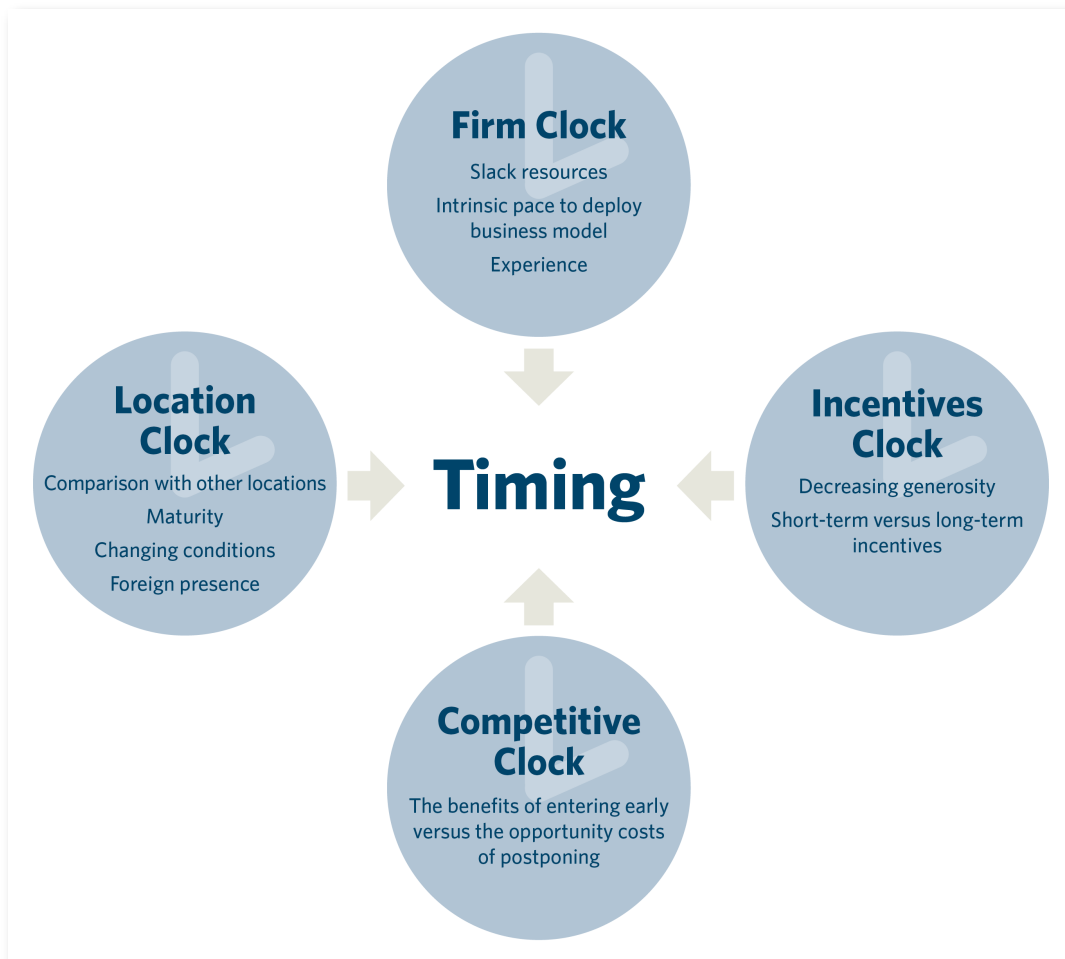 Firm Clock
Slack resources
Intrinsic pace to deploy
business model
Experience
Location
Clock
Comparison with other locations
Maturity
Changing conditions
Foreign presence
Timing
Incentives
Clock
Decreasing generosity
Short-term versus long-term
incentives
Competitive
Clock
The benefits of entering early
versus the opportunity costs
of postponing